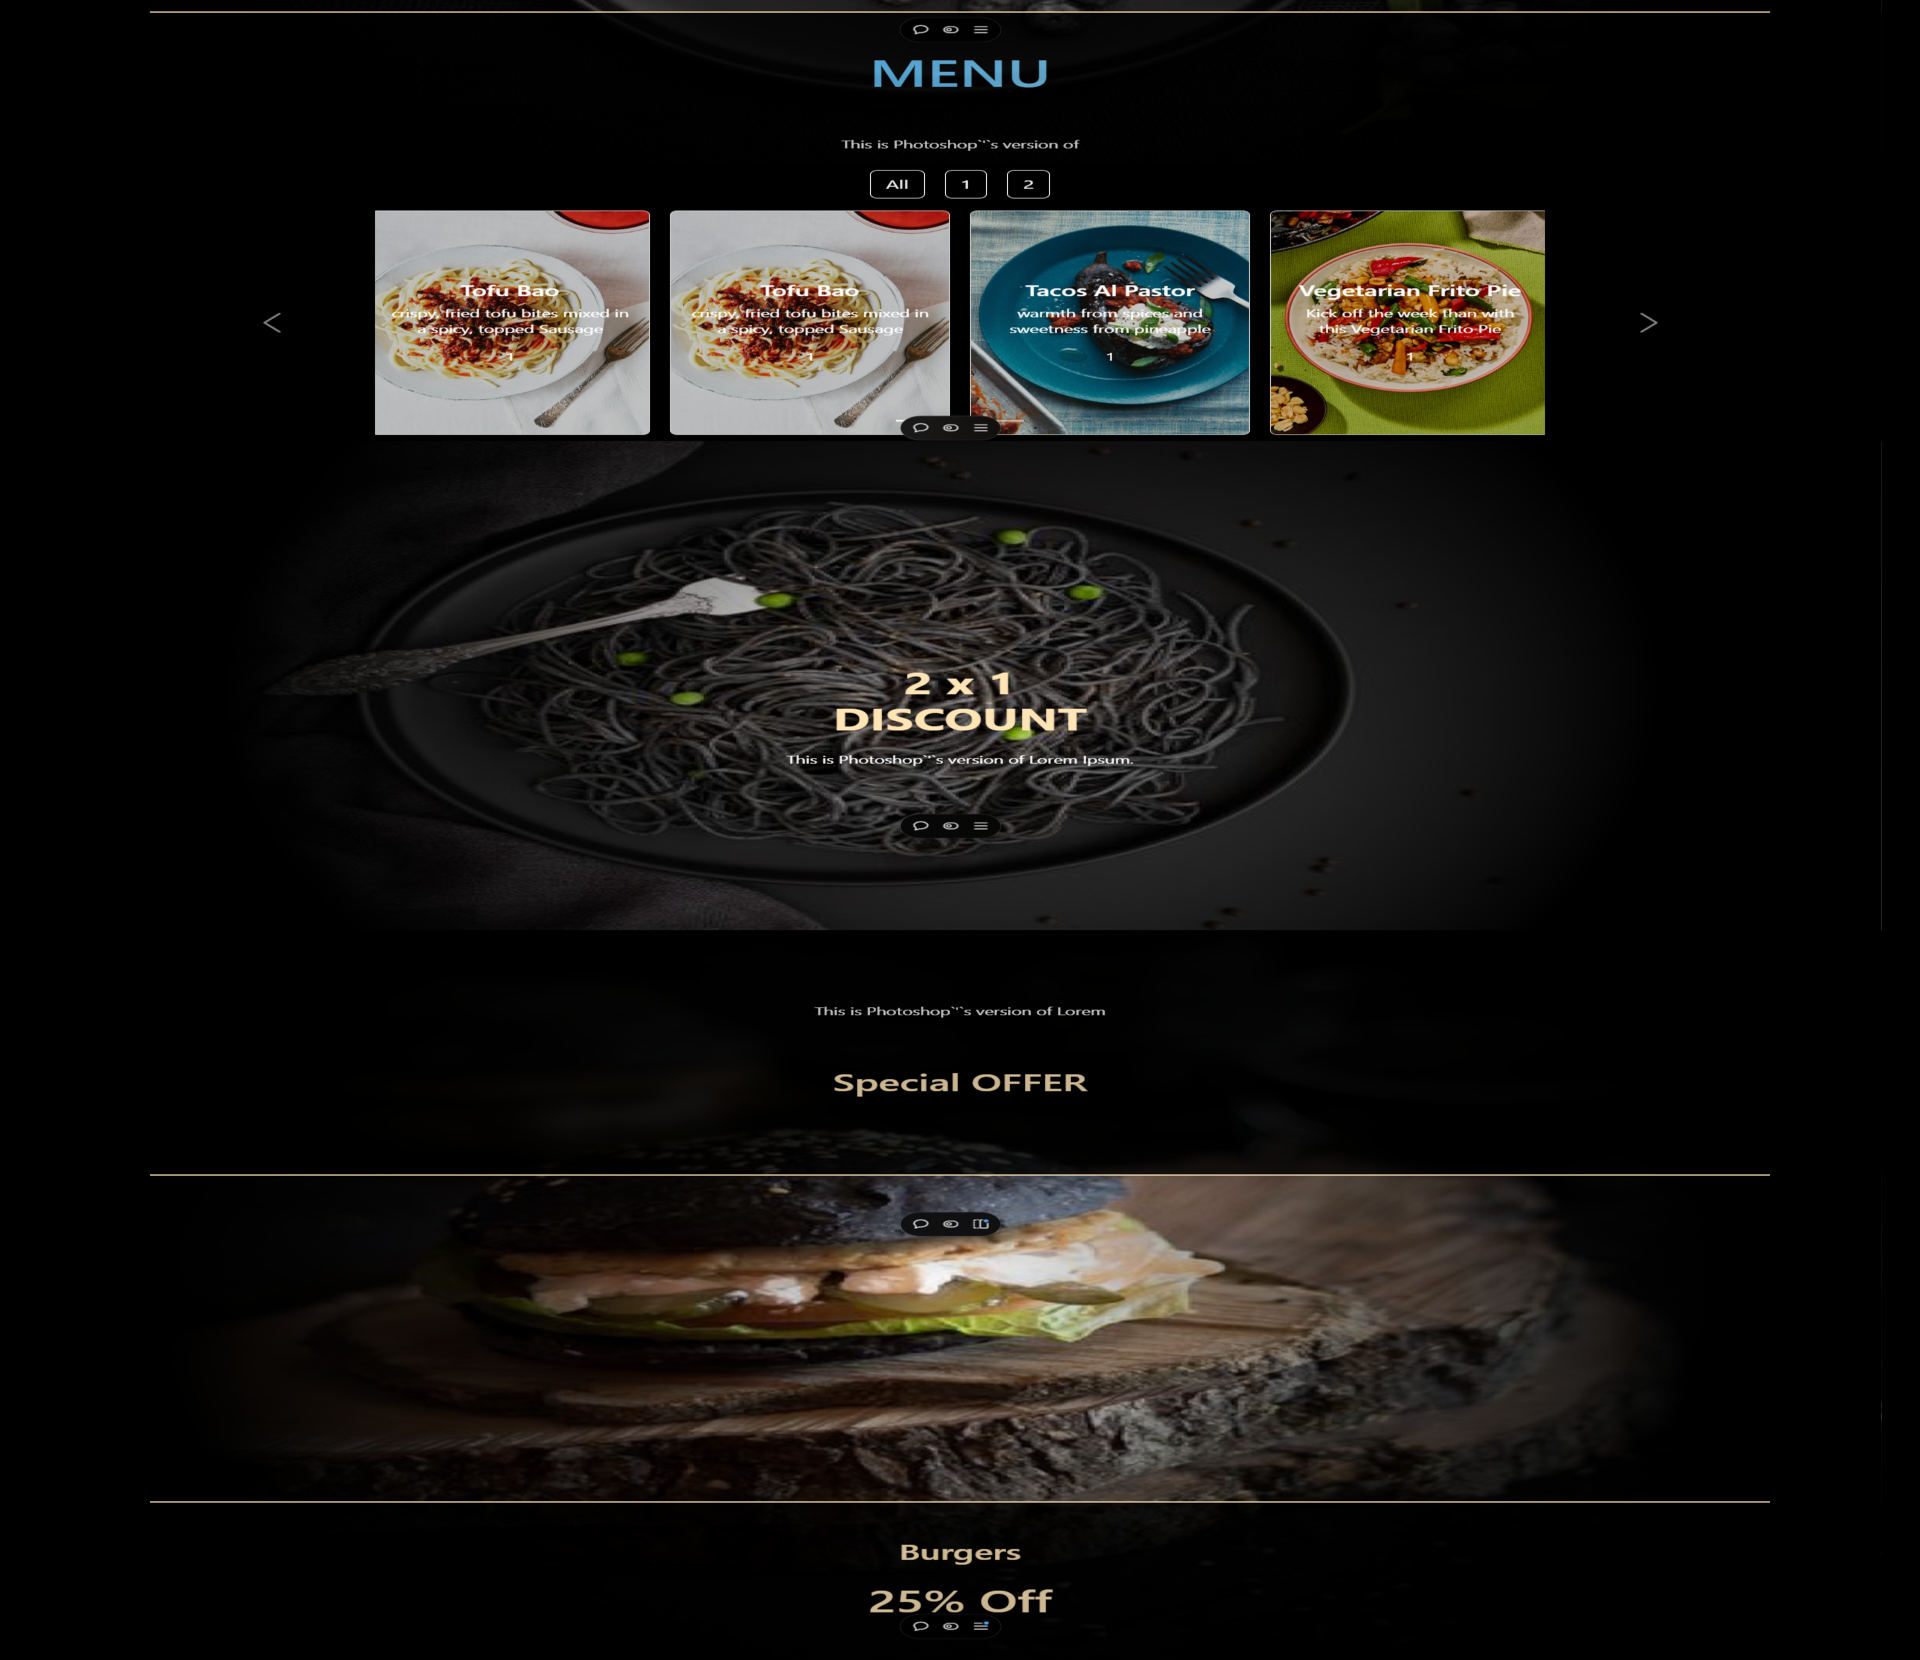 MENU
This is Photoshop`'`s version of
All 1 2
Tofu Bao
crispy, fried tofu bites mixed in
a spicy, topped Sausage
1
Tofu Bao
crispy, fried tofu bites mixed in
a spicy, topped Sausage
1
Tacos Al Pastor
warmth from spices and
sweetness from pineapple
1
Vegetarian Frito Pie
Kick off the week than with
this Vegetarian Frito-Pie
1
2 x 1
DISCOUNT
This is Photoshop`'`s version of Lorem Ipsum.
This is Photoshop`'`s version of Lorem
Special OFFER
Burgers
25% Off